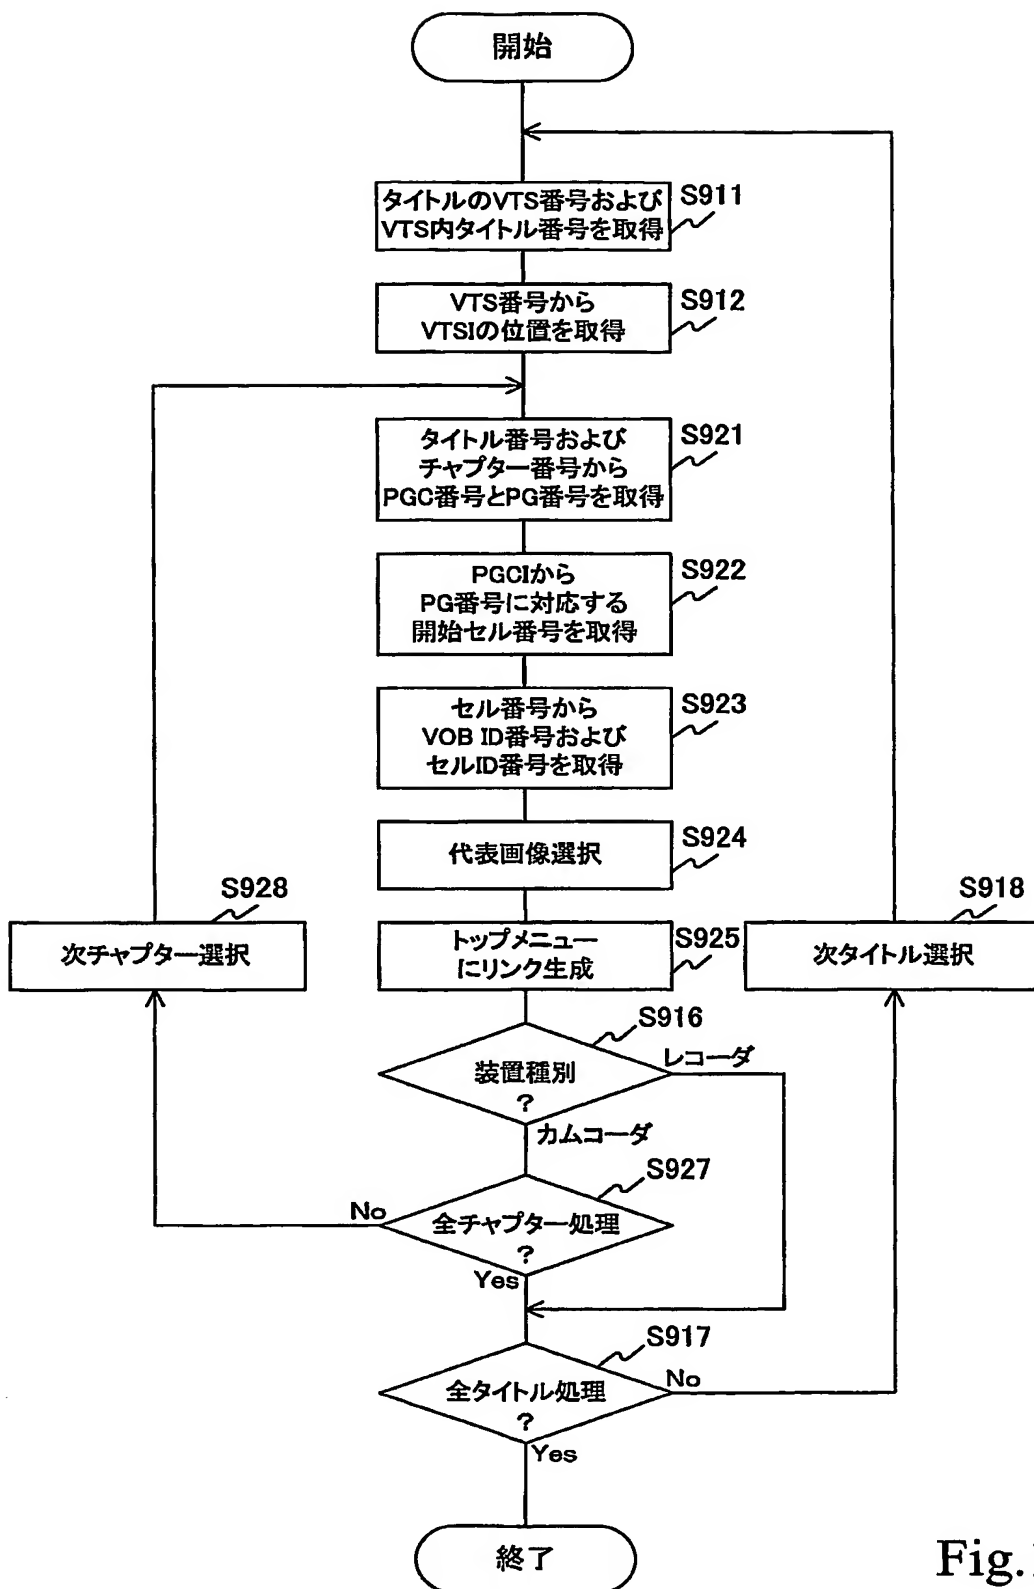 開始
タイトルのVTS番号および
VTS内タイトル番号を取得
S911
VTS番号から
VTSIの位置を取得
S912
タイトル番号および
チャプター番号から
PGC番号とPG番号を取得
S921
PGCIから
PG番号に対応する
開始セル番号を取得
S922
セル番号から
VOB ID番号および
セルID番号を取得
S923
代表画像選択
S924
S928
次チャプター選択
トップメニュー
にリンク生成
S925
S918
次タイトル選択
S916
装置種別
?
レコーダ
カムコーダ
S927
全チャプター処理
?
No
Yes
S917
全タイトル処理
?
No
Yes
終了
Fig.